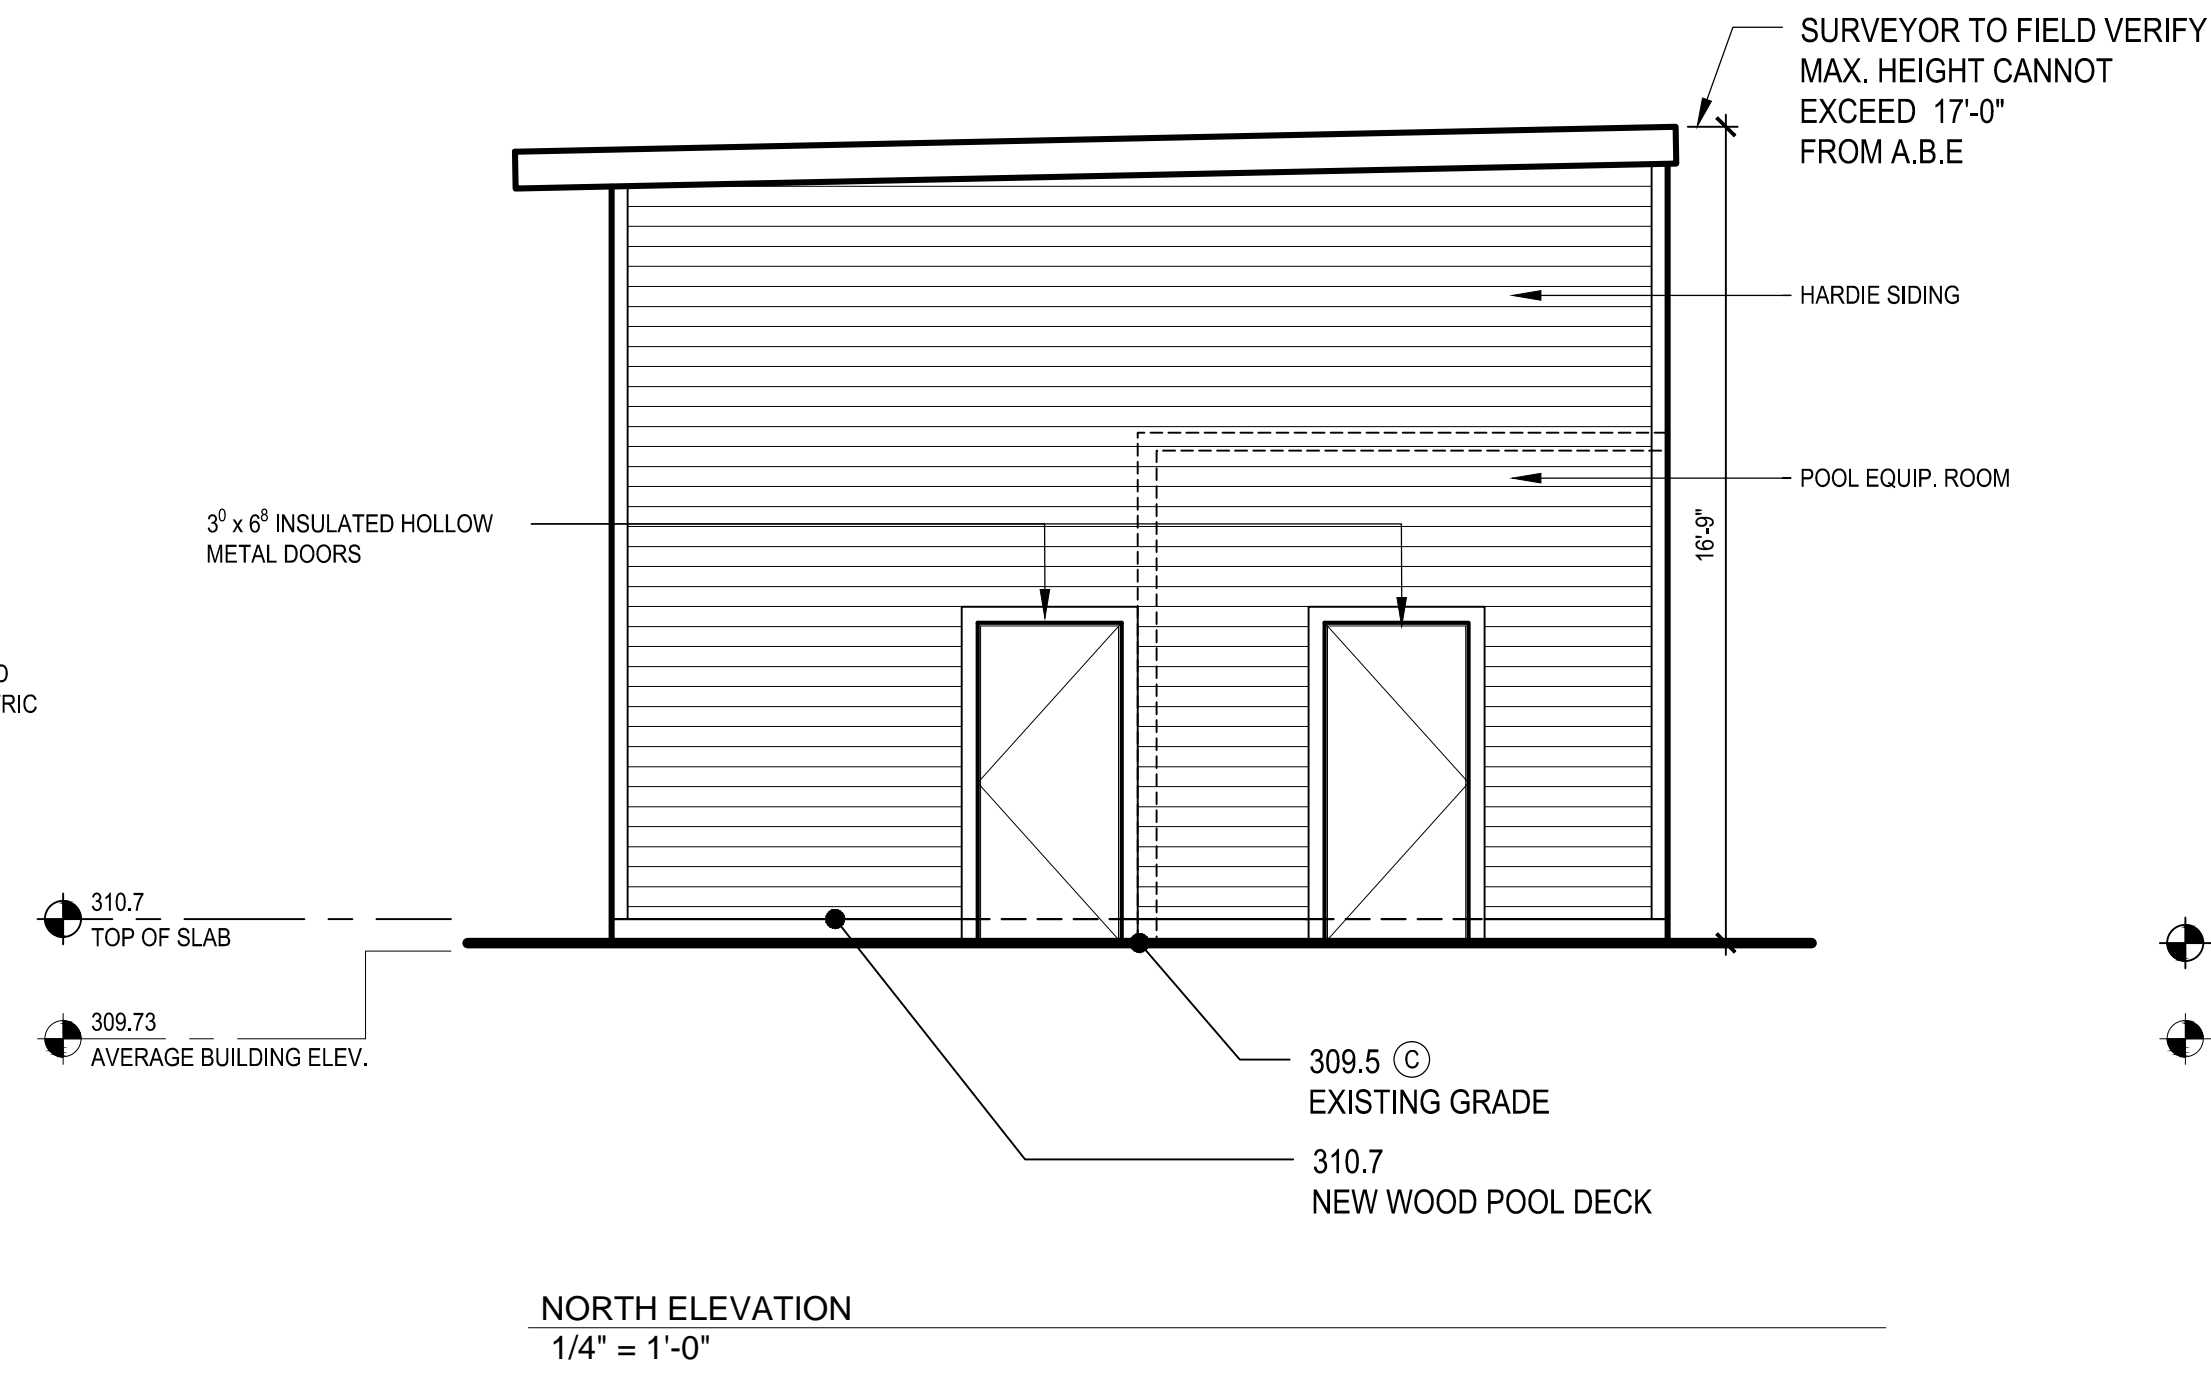 SURVEYOR TO FIELD VERIFY
MAX. HEIGHT CANNOT
EXCEED 17'-0"
FROM A.B.E
HARDIE SIDING
POOL EQUIP. ROOM
16'-9"
3⁰ x 6⁸ INSULATED HOLLOW
METAL DOORS
TRIC
310.7
TOP OF SLAB
309.73
AVERAGE BUILDING ELEV.
309.5 C
EXISTING GRADE
310.7
NEW WOOD POOL DECK
NORTH ELEVATION
1/4" = 1'-0"